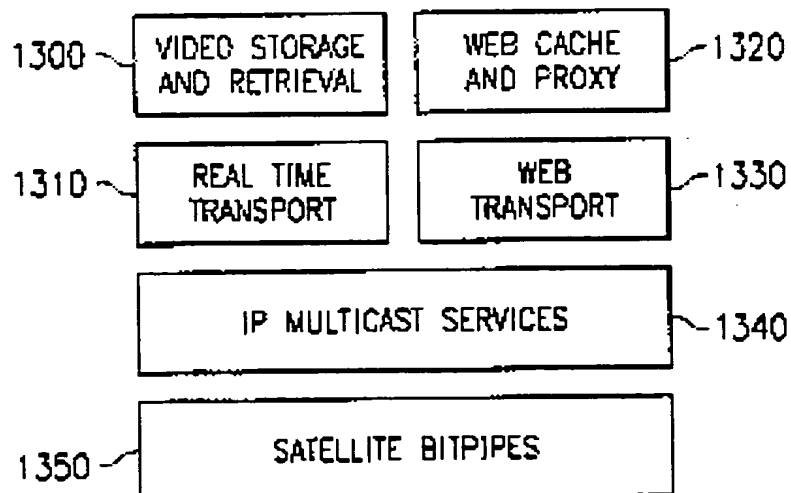 1300
VIDEO STORAGE
AND RETRIEVAL
WEB CACHE
AND PROXY
1320
1310
REAL TIME
TRANSPORT
WEB
TRANSPORT
1330
IP MULTICAST SERVICES
1340
SATELLITE BITPIPES
1350